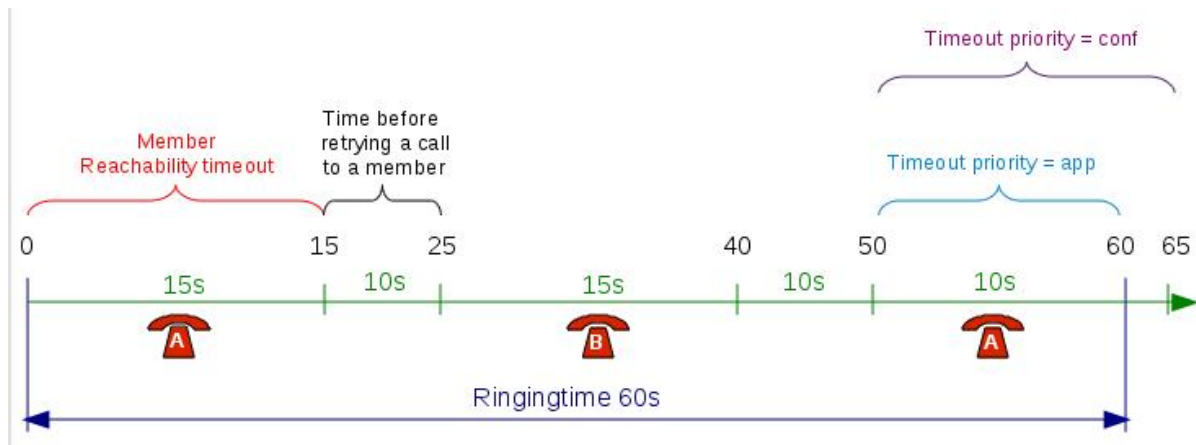 Timeout priority = conf
Time before
retrying a call
to a member
Member
Reachability timeout
Timeout priority = app
0 15 25 40 50 60 65
15s 10s 15s 10s 10s
A B A
Ringingtime 60s